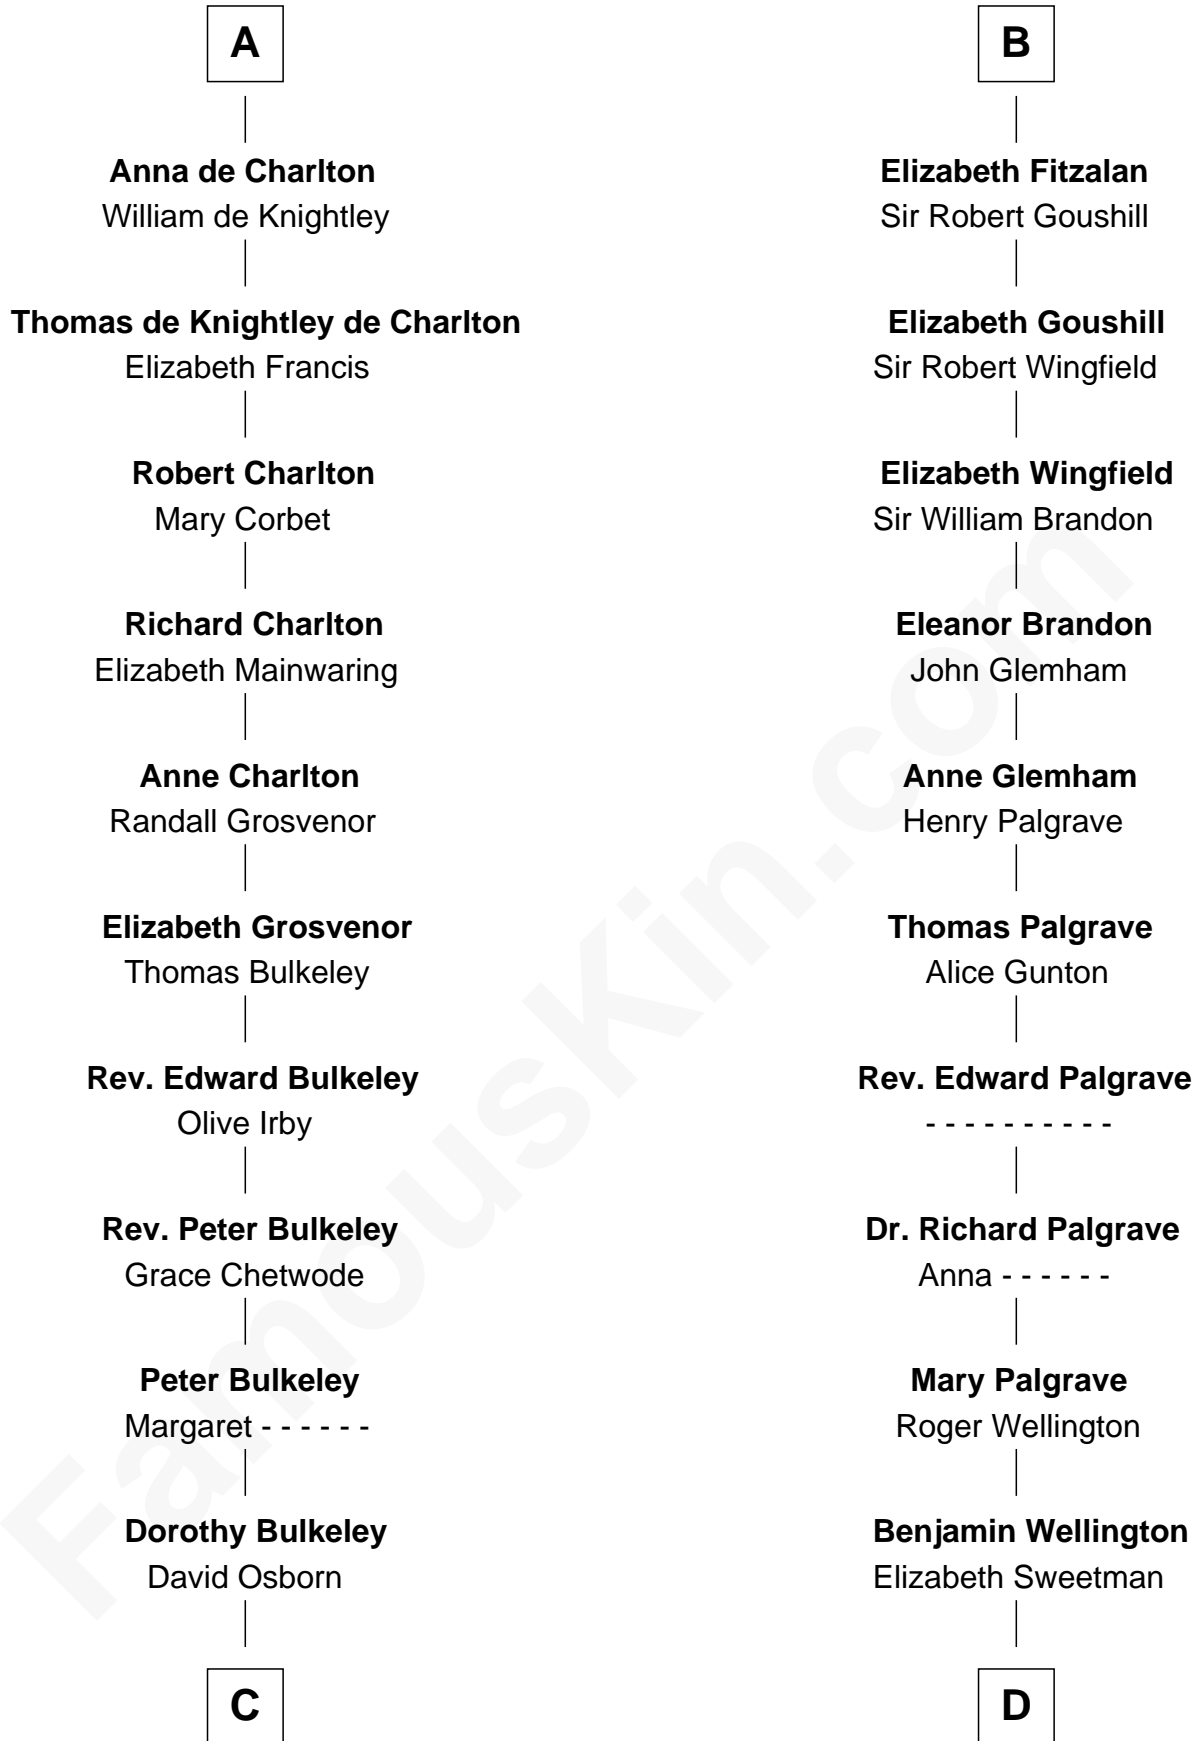 A
Anna de Charlton
William de Knightley
Thomas de Knightley de Charlton
Elizabeth Francis
Robert Charlton
Mary Corbet
Richard Charlton
Elizabeth Mainwaring
Anne Charlton
Randall Grosvenor
Elizabeth Grosvenor
Thomas Bulkeley
Rev. Edward Bulkeley
Olive Irby
Rev. Peter Bulkeley
Grace Chetwode
Peter Bulkeley
Margaret - - - - - -
Dorothy Bulkeley
David Osborn
C
B
Elizabeth Fitzalan
Sir Robert Goushill
Elizabeth Goushill
Sir Robert Wingfield
Elizabeth Wingfield
Sir William Brandon
Eleanor Brandon
John Glemham
Anne Glemham
Henry Palgrave
Thomas Palgrave
Alice Gunton
Rev. Edward Palgrave
- - - - - - - - - -
Dr. Richard Palgrave
Anna - - - - - -
Mary Palgrave
Roger Wellington
Benjamin Wellington
Elizabeth Sweetman
D
FamousKin.com